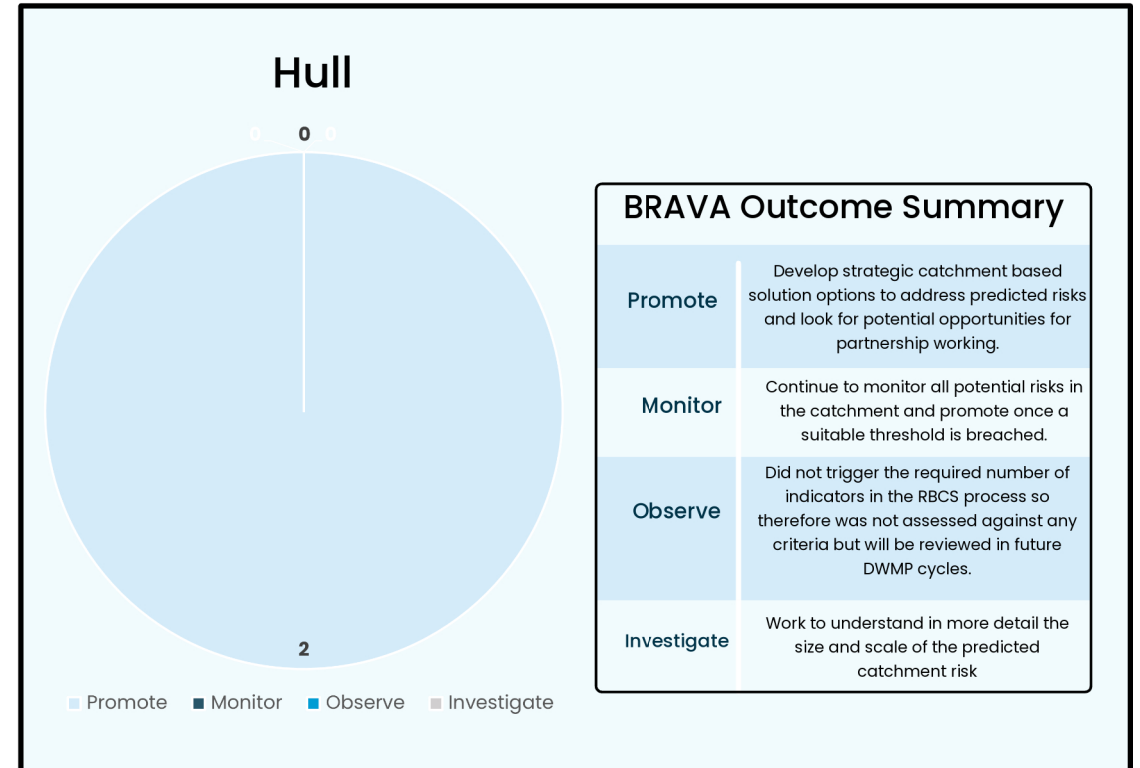 Hull
0 0 0
2
Promote Monitor Observe Investigate
BRAVA Outcome Summary
Promote
Develop strategic catchment based
solution options to address predicted risks
and look for potential opportunities for
partnership working.
Monitor
Continue to monitor all potential risks in
the catchment and promote once a
suitable threshold is breached.
Observe
Did not trigger the required number of
indicators in the RBCS process so
therefore was not assessed against any
criteria but will be reviewed in future
DWMP cycles.
Investigate
Work to understand in more detail the
size and scale of the predicted
catchment risk